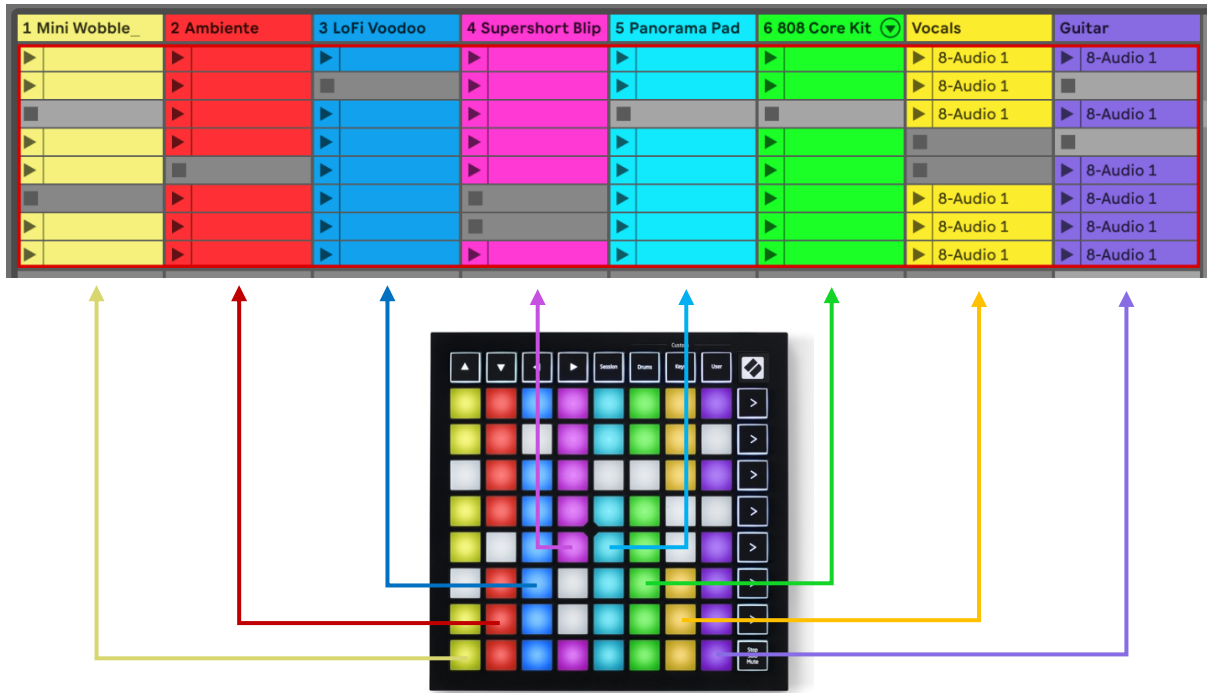 1 Mini Wobble_ 2 Ambiente 3 LoFi Voodoo 4 Supershort Blip 5 Panorama Pad 6 808 Core Kit Vocals Guitar
8-Audio 1 8-Audio 1
8-Audio 1
8-Audio 1 8-Audio 1
8-Audio 1
8-Audio 1 8-Audio 1
8-Audio 1 8-Audio 1
8-Audio 1 8-Audio 1
Session Drums User
Stop
Mute